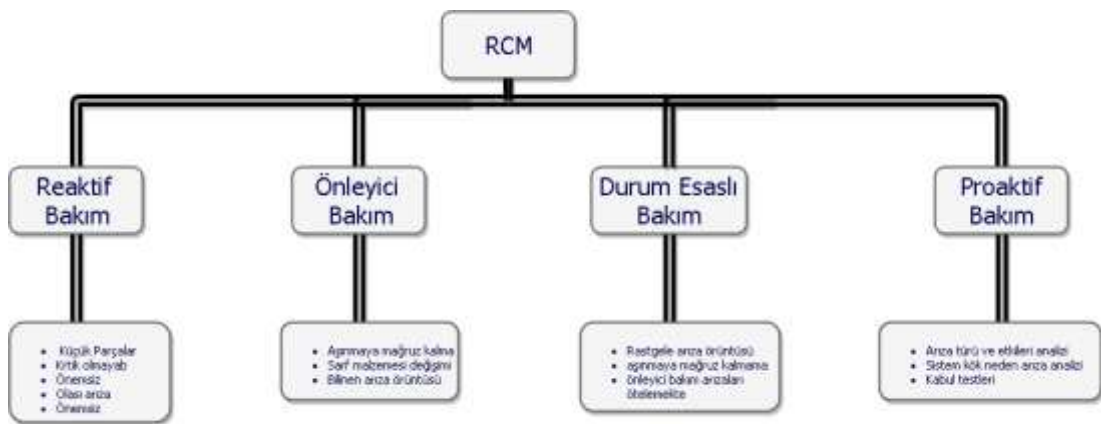 RCM
Reaktif
Bakım
Önleyici
Bakım
Durum Esaslı
Bakım
Proaktif
Bakım
• Küçük Parçalar
• Kritik olmayab
• Önemsiz
• Olası arıza
• Önemsiz
• Aşınmaya mağruz kalma
• Sarf malzemesi değişimi
• Bilinen arıza örüntüsü
• Rastgele arıza örüntüsü
• aşınmaya mağruz kalmama
• önleyici bakım arızaları
ötelemekte
• Arıza türü ve etkileri analizi
• Sistem kök neden arıza analizi
• Kabul testleri